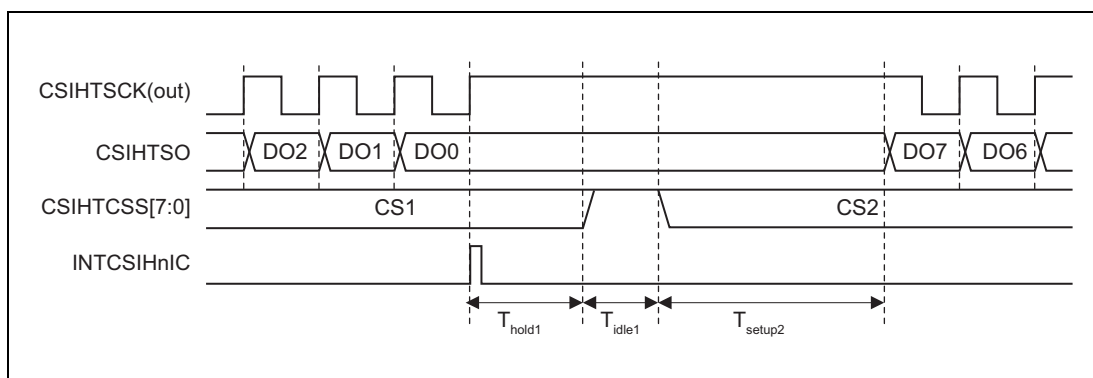 CSIHTSCK(out)
CSIHTSO DO2 DO1 DO0 DO7 DO6
CSIHTCSS[7:0] CS1 CS2
INTCSIHnIC
Thold1 Tidle1 Tsetup2